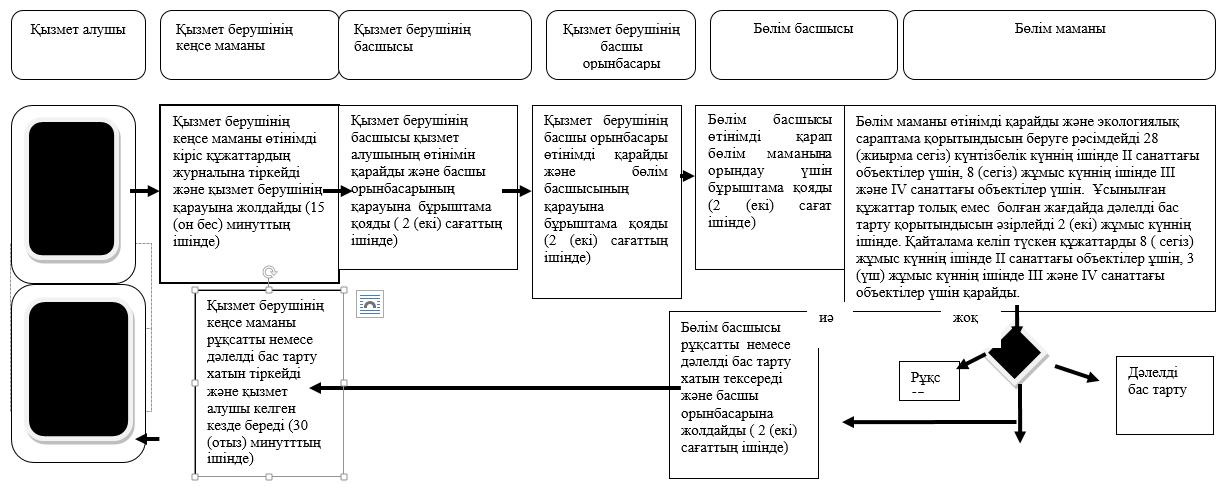 Қызмет алушы
Қызмет берушінің
кеңсе маманы
Қызмет берушінің
басшысы
Қызмет берушінің
басшы
орынбасары
Бөлім басшысы
Бөлім маманы
Қызмет берушінің
кеңсе маманы өтінімді
кіріс құжаттардың
журналына тіркейді
және қызмет берушінің
қарауына жолдайды (15
(он бес) минуттың
ішінде)
Қызмет берушінің
басшысы қызмет
алушының өтінімін
қарайды және басшы
орынбасарының
қарауына бұрыштама
қояды ( 2 (екі) сағаттың
ішінде)
Қызмет берушінің
басшы орынбасары
өтінімді қарайды
және бөлім
басшысының
қарауына
бұрыштама қояды
(2 (екі) сағаттың
ішінде)
Бөлім басшысы
өтінімді қарап
бөлім маманына
орындау үшін
бұрыштама қояды
(2 (екі) сағат
ішінде)
Бөлім маманы өтінімді қарайды және экологиялық
сараптама қорытындысын беруге рәсімдейді 28
(жиырма сегіз) күнтізбелік күннің ішінде II санаттағы
объектілер үшін, 8 (сегіз) жұмыс күннің ішінде III
және IV санаттағы объектілер үшін. Ұсынылған
құжаттар толық емес болған жағдайда дәлелді бас
тарту қорытындысын әзірлейді 2 (екі) жұмыс күннің
ішінде. Қайталама келіп түскен құжаттарды 8 ( сегіз)
жұмыс күннің ішінде II санаттағы объектілер ұшін, 3
(үш) жұмыс күннің ішінде III және IV санаттағы
объектілер үшін қарайды.
Қызмет берушінің
кеңсе маманы
рұқсатты немесе
дәлелді бас тарту
хатын тіркейді
және қызмет
алушы келген
кезде береді (30
(отыз) минутттың
ішінде)
Бөлім басшысы
рұқсатты немесе
дәлелді бас тарту
хатын тексереді
және басшы
орынбасарына
жолдайды ( 2 (екі)
сағаттың ішінде)
иә
жоқ
Рұқс
Дәлелді
бас тарту